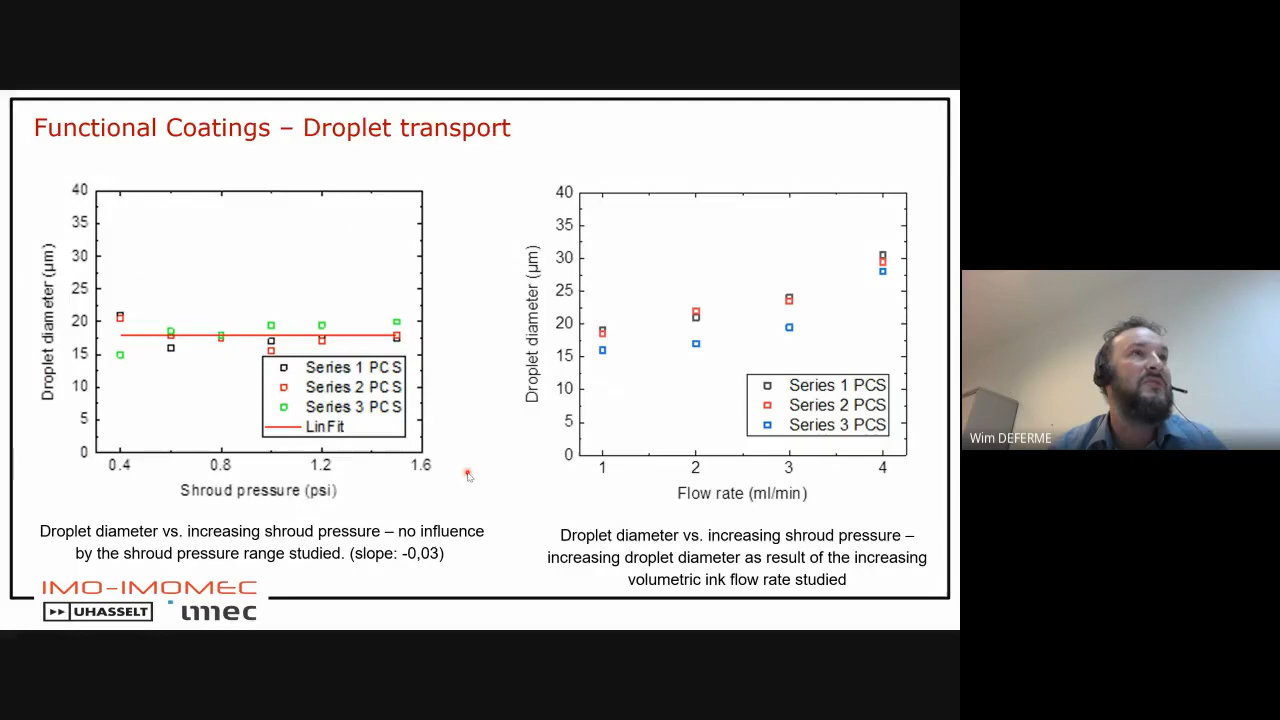 Functional Coatings – Droplet transport
40
35
30
25
20
15
10
5
0
Droplet diameter (µm)
0.4 0.8 1.2 1.6
Shroud pressure (psi)
Series 1 PCS
Series 2 PCS
Series 3 PCS
LinFit
40
35
30
25
20
15
10
5
0
Droplet diameter (µm)
1 2 3 4
Flow rate (ml/min)
Series 1 PCS
Series 2 PCS
Series 3 PCS
Droplet diameter vs. increasing shroud pressure – no influence
by the shroud pressure range studied. (slope: -0,03)
Droplet diameter vs. increasing shroud pressure –
increasing droplet diameter as result of the increasing
volumetric ink flow rate studied
IMO-IMOMEC
UHASSELT
imec
Wim DEFERME